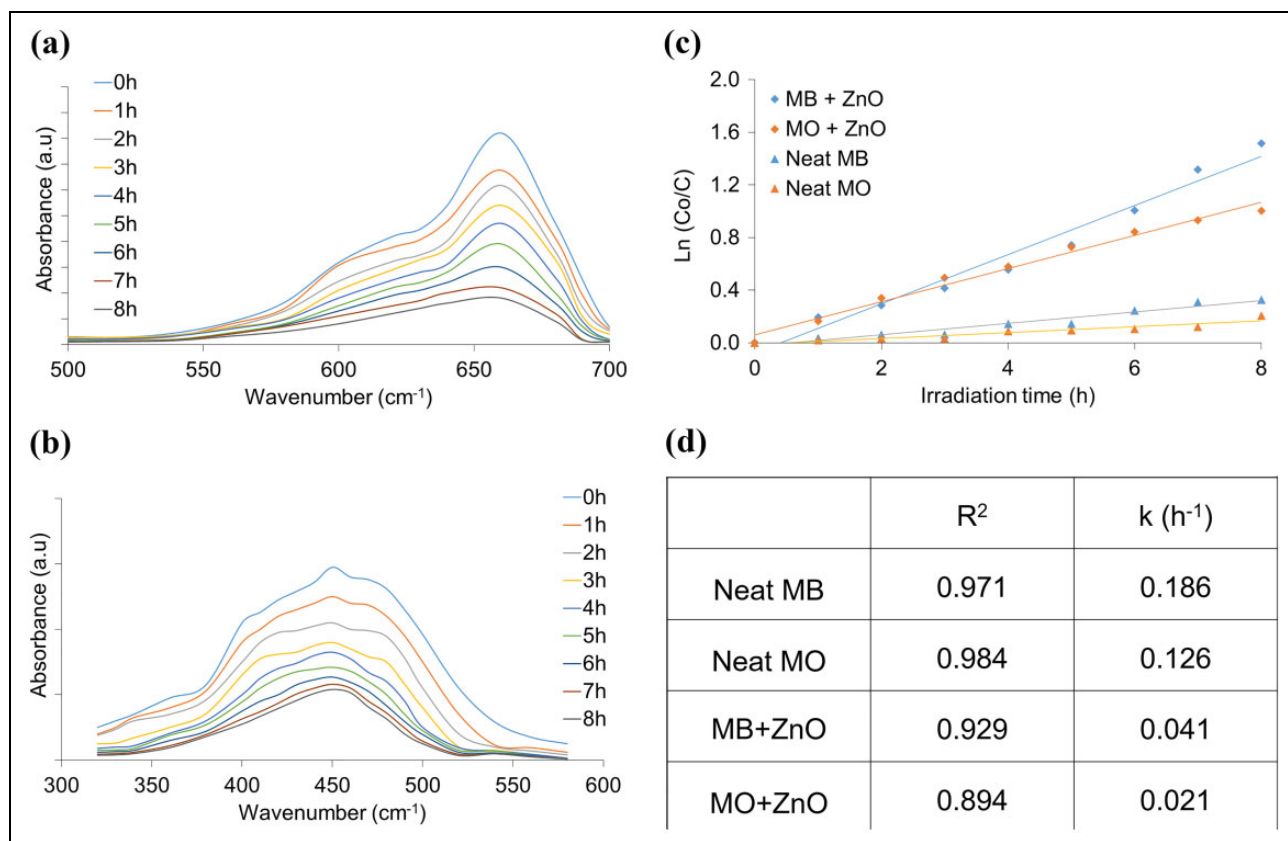 (a)
0h
1h
2h
3h
4h
5h
6h
7h
8h
Absorbance (a.u)
500
550
600
650
700
Wavenumber (cm⁻¹)
(b)
0h
1h
2h
3h
4h
5h
6h
7h
8h
Absorbance (a.u)
300
350
400
450
500
550
600
Wavenumber (cm⁻¹)
(c)
MB + ZnO
MO + ZnO
Neat MB
Neat MO
Ln (Co/C)
2.0
1.6
1.2
0.8
0.4
0.0
0
2
4
6
8
Irradiation time (h)
(d)
R² k (h⁻¹)
Neat MB 0.971 0.186
Neat MO 0.984 0.126
MB+ZnO 0.929 0.041
MO+ZnO 0.894 0.021